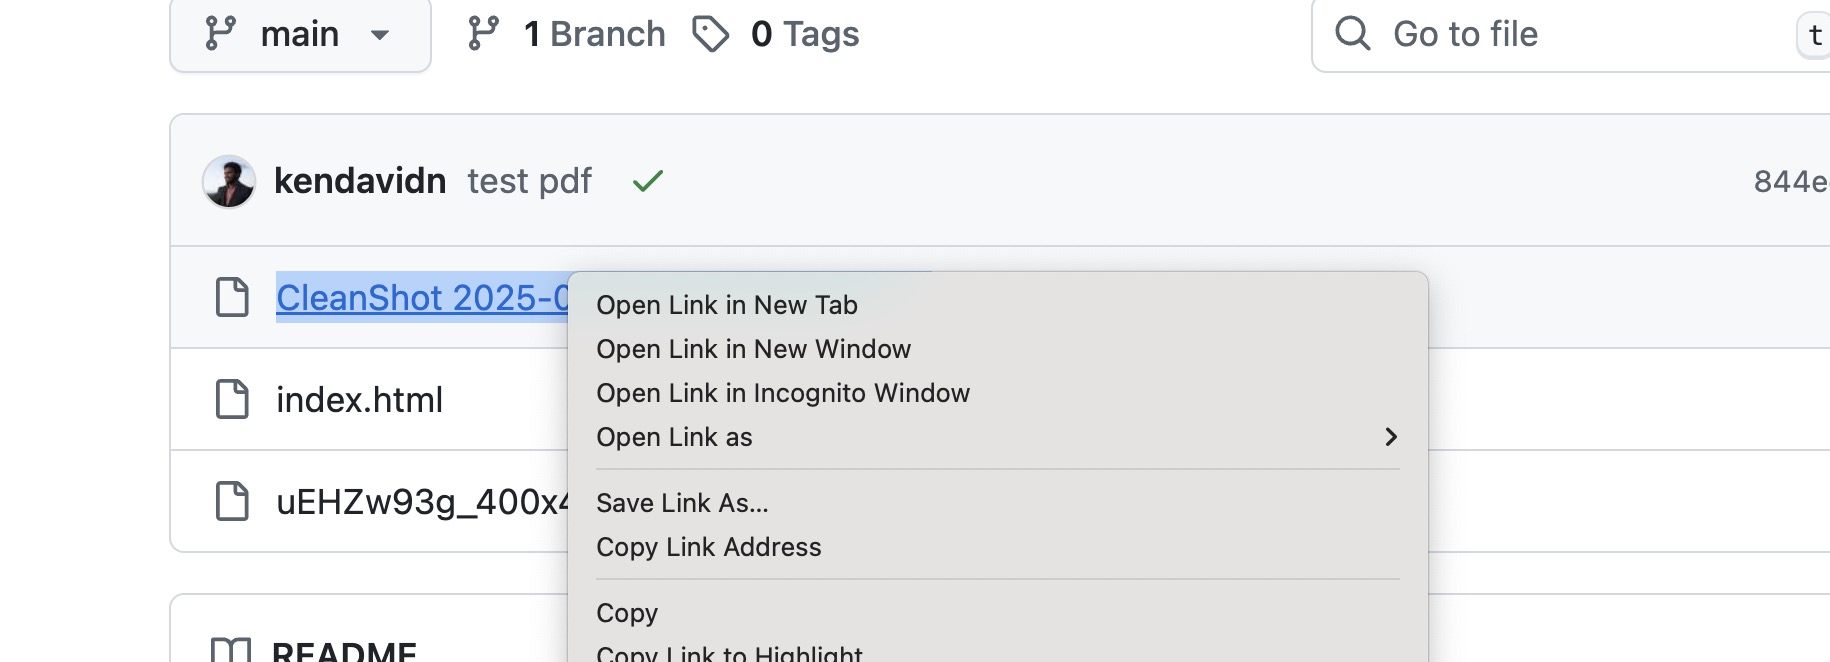 main 1 Branch 0 Tags Go to file t
kendavidn test pdf 844e
CleanShot 2025-0
index.html
uEHZw93g_400x4
README
Open Link in New Tab
Open Link in New Window
Open Link in Incognito Window
Open Link as
Save Link As...
Copy Link Address
Copy
Copy Link to Highlight